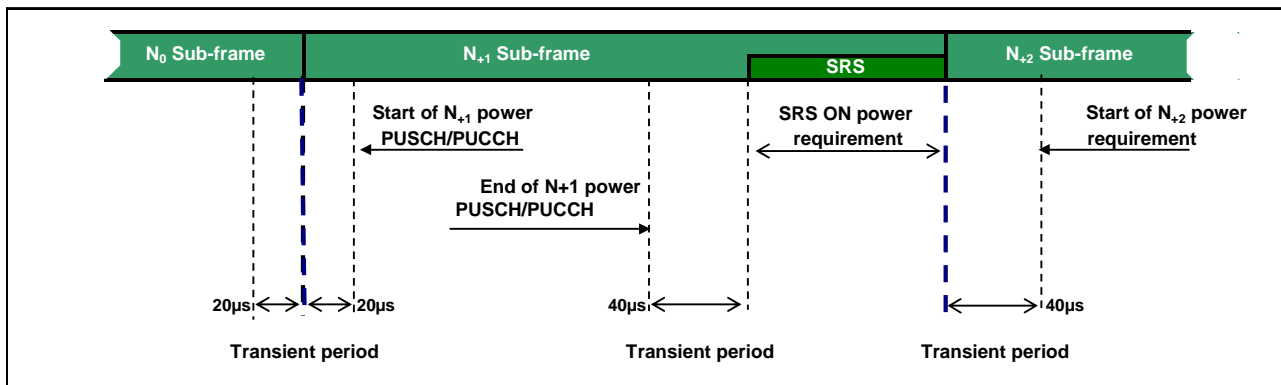 N₀ Sub-frame
N₊₁ Sub-frame
N₊₂ Sub-frame
SRS
Start of N₊₁ power
PUSCH/PUCCH
SRS ON power
requirement
Start of N₊₂ power
requirement
End of N+1 power
PUSCH/PUCCH
20µs
20µs
40µs
40µs
Transient period
Transient period
Transient period